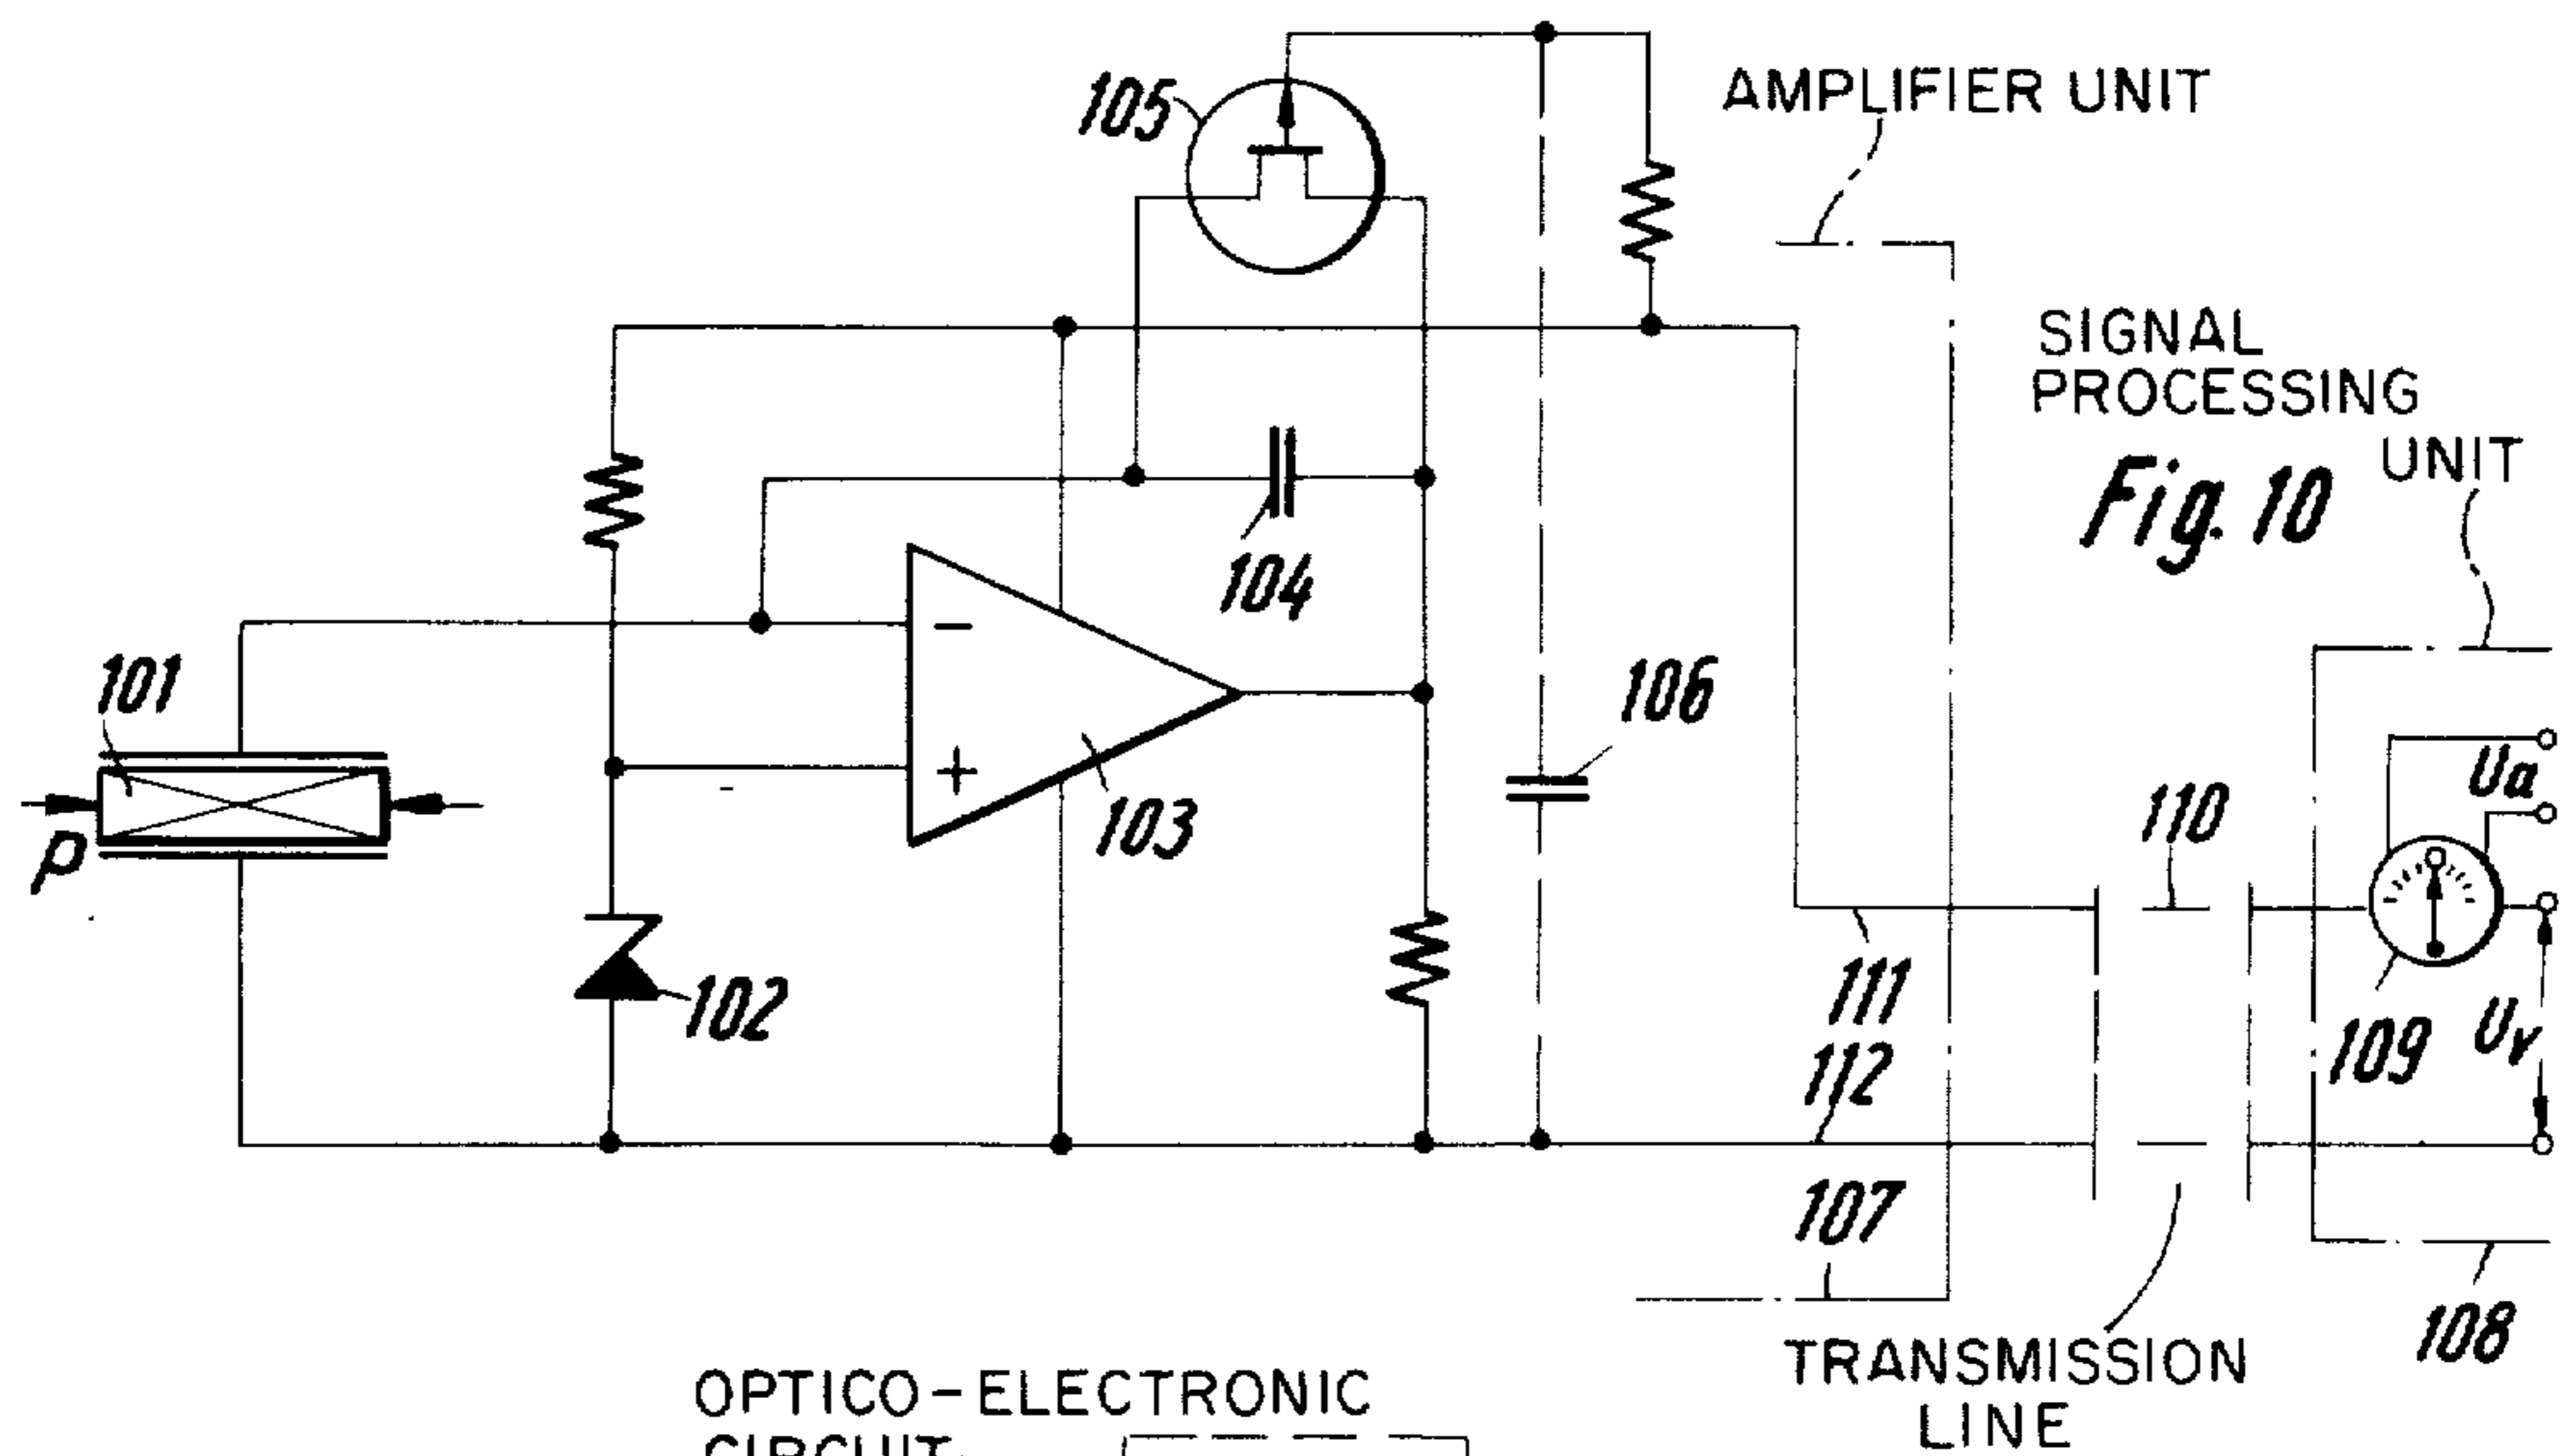 105
AMPLIFIER UNIT
SIGNAL
PROCESSING
UNIT
Fig. 10
104
-
+
101
p
103
106
102
110
Ua
111
112
109
Uv
107
108
TRANSMISSION
LINE
OPTICO-ELECTRONIC
CIRCUIT